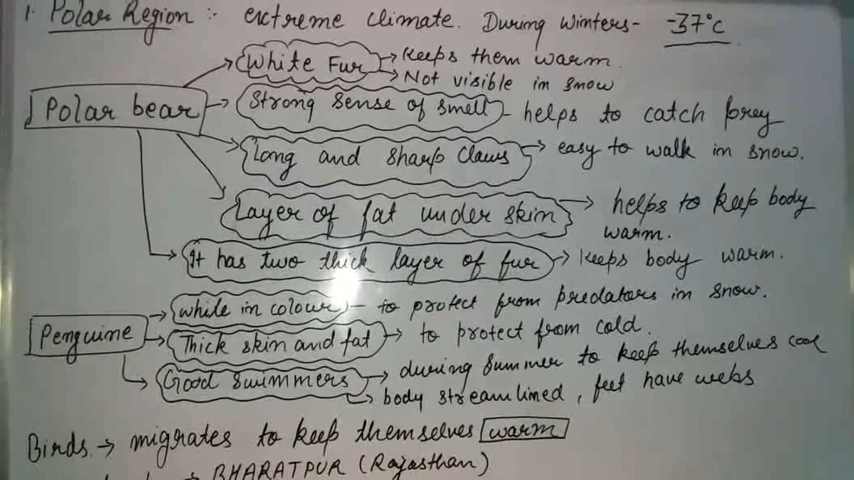 1. Polar Region :- extreme climate. During winters- -37°c
White Fur → Keeps them warm.
→ Not visible in snow
Polar bear → Strong sense of smell - helps to catch prey
Long and sharp claws → easy to walk in snow.
Layer of fat under skin → helps to keep body
warm.
It has two thick layer of fur → keeps body warm.
white in colour - to protect from predators in snow.
Penguine → Thick skin and fat → to protect from cold.
Good swimmers → during summer to keep themselves cool
→ body streamlined, feet have webs
Birds → migrates to keep themselves warm
→ BHARATPUR (Rajasthan)